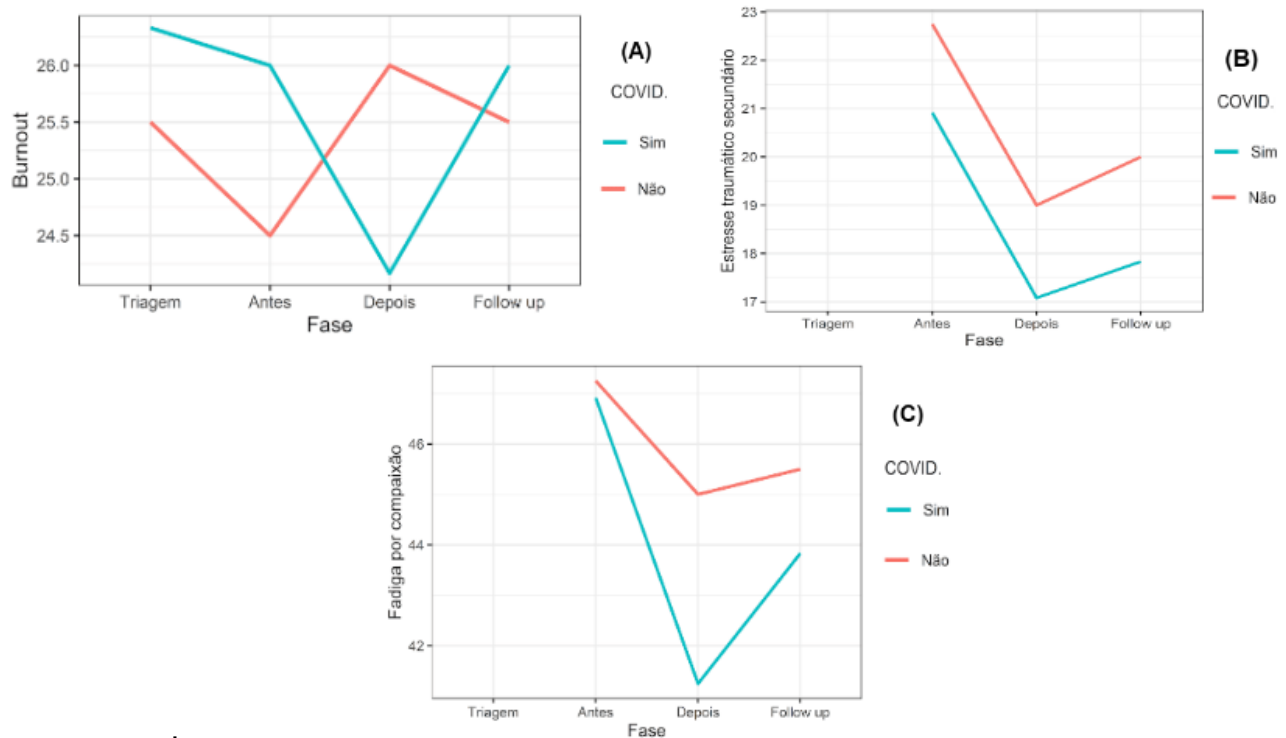 (A)
COVID.
Sim
Não
Burnout
26.0
25.5
25.0
24.5
Triagem Antes Depois Follow up
Fase
(B)
COVID.
Sim
Não
Estresse traumático secundário
23
22
21
20
19
18
17
Triagem Antes Depois Follow up
Fase
(C)
COVID.
Sim
Não
Fadiga por compaixão
46
44
42
Triagem Antes Depois Follow up
Fase